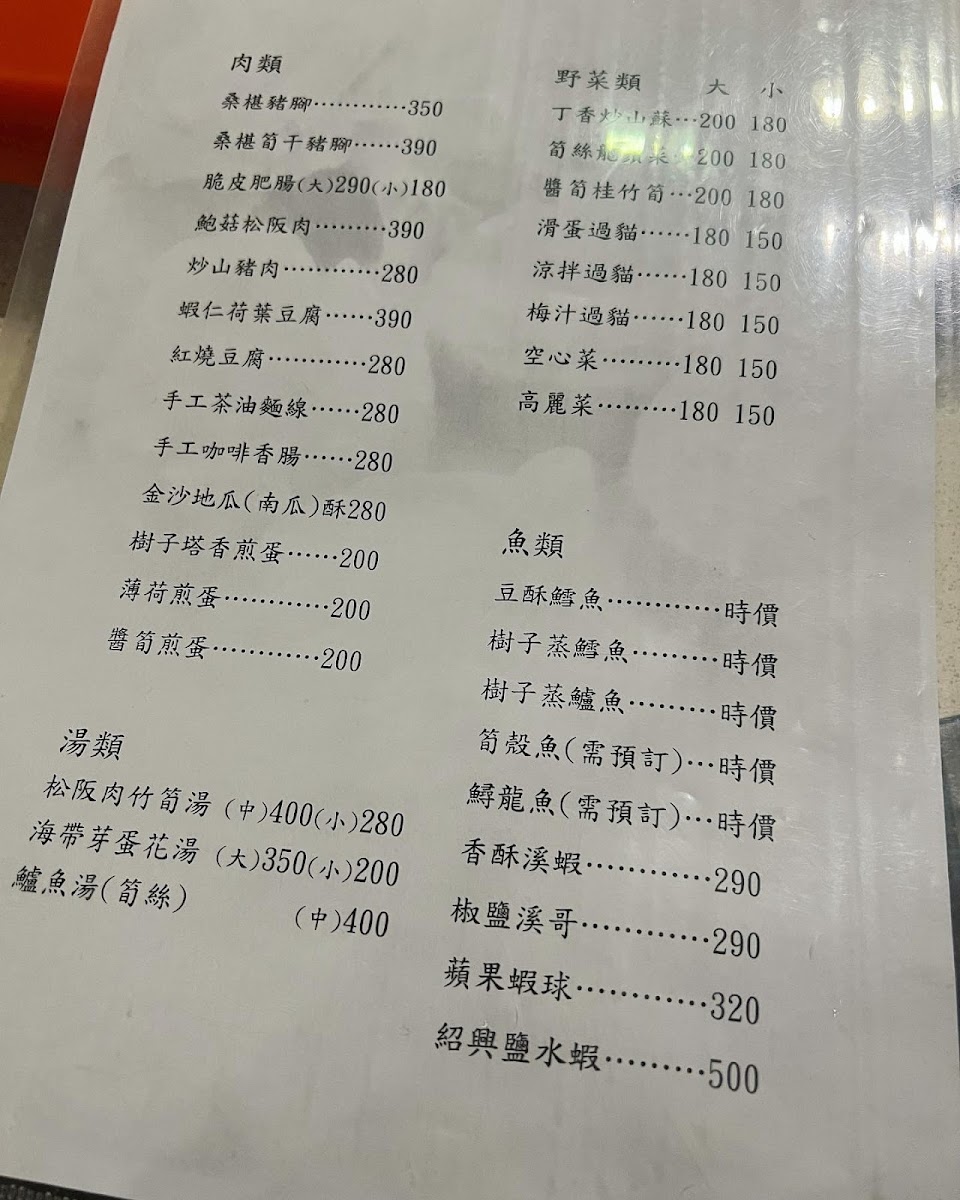 肉類
桑椹豬腳…………350
桑椹筍干豬腳……390
脆皮肥腸(大)290(小)180
鮑菇松阪肉………390
炒山豬肉…………280
蝦仁荷葉豆腐……390
紅燒豆腐…………280
手工茶油麵線……280
手工咖啡香腸……280
金沙地瓜(南瓜)酥280
樹子塔香煎蛋……200
薄荷煎蛋…………200
醬筍煎蛋…………200
湯類
松阪肉竹筍湯 (中)400(小)280
海帶芽蛋花湯 (大)350(小)200
鱸魚湯(筍絲) (中)400
野菜類 大 小
丁香炒山蘇…200 180
筍絲龍鬚菜…200 180
醬筍桂竹筍…200 180
滑蛋過貓……180 150
涼拌過貓……180 150
梅汁過貓……180 150
空心菜………180 150
高麗菜………180 150
魚類
豆酥鱈魚…………時價
樹子蒸鱈魚………時價
樹子蒸鱸魚………時價
筍殼魚(需預訂)…時價
鱘龍魚(需預訂)…時價
香酥溪蝦…………290
椒鹽溪哥…………290
蘋果蝦球…………320
紹興鹽水蝦………500